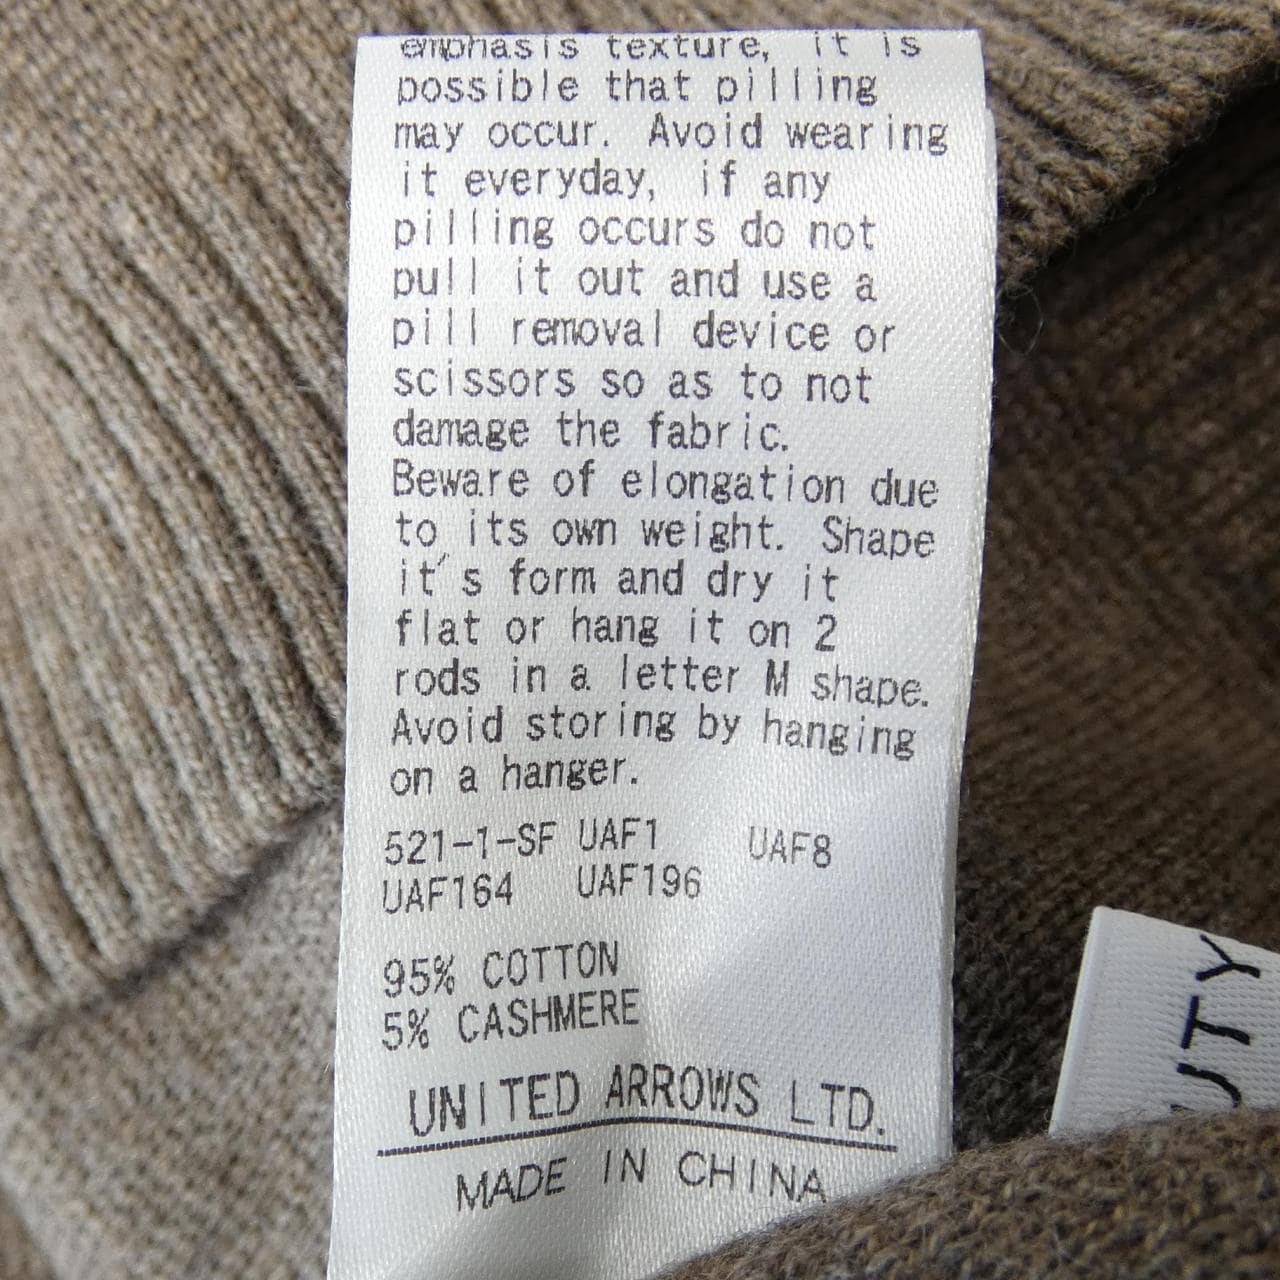 emphasis texture, it is
possible that pilling
may occur. Avoid wearing
it everyday, if any
pilling occurs do not
pull it out and use a
pill removal device or
scissors so as to not
damage the fabric.
Beware of elongation due
to its own weight. Shape
it's form and dry it
flat or hang it on 2
rods in a letter M shape.
Avoid storing by hanging
on a hanger.
521-1-SF UAF1 UAF8
UAF164 UAF196
95% COTTON
5% CASHMERE
UNITED ARROWS LTD.
MADE IN CHINA
UTY